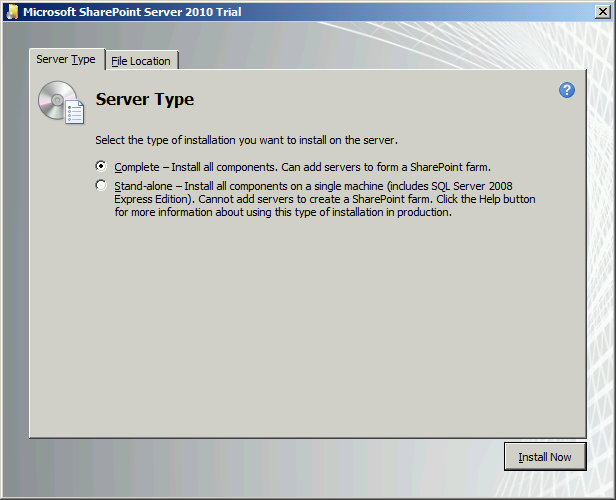 Microsoft SharePoint Server 2010 Trial
Server Type
File Location
Server Type
Select the type of installation you want to install on the server.
Complete – Install all components. Can add servers to form a SharePoint farm.
Stand-alone – Install all components on a single machine (includes SQL Server 2008
Express Edition). Cannot add servers to create a SharePoint farm. Click the Help button
for more information about using this type of installation in production.
Install Now